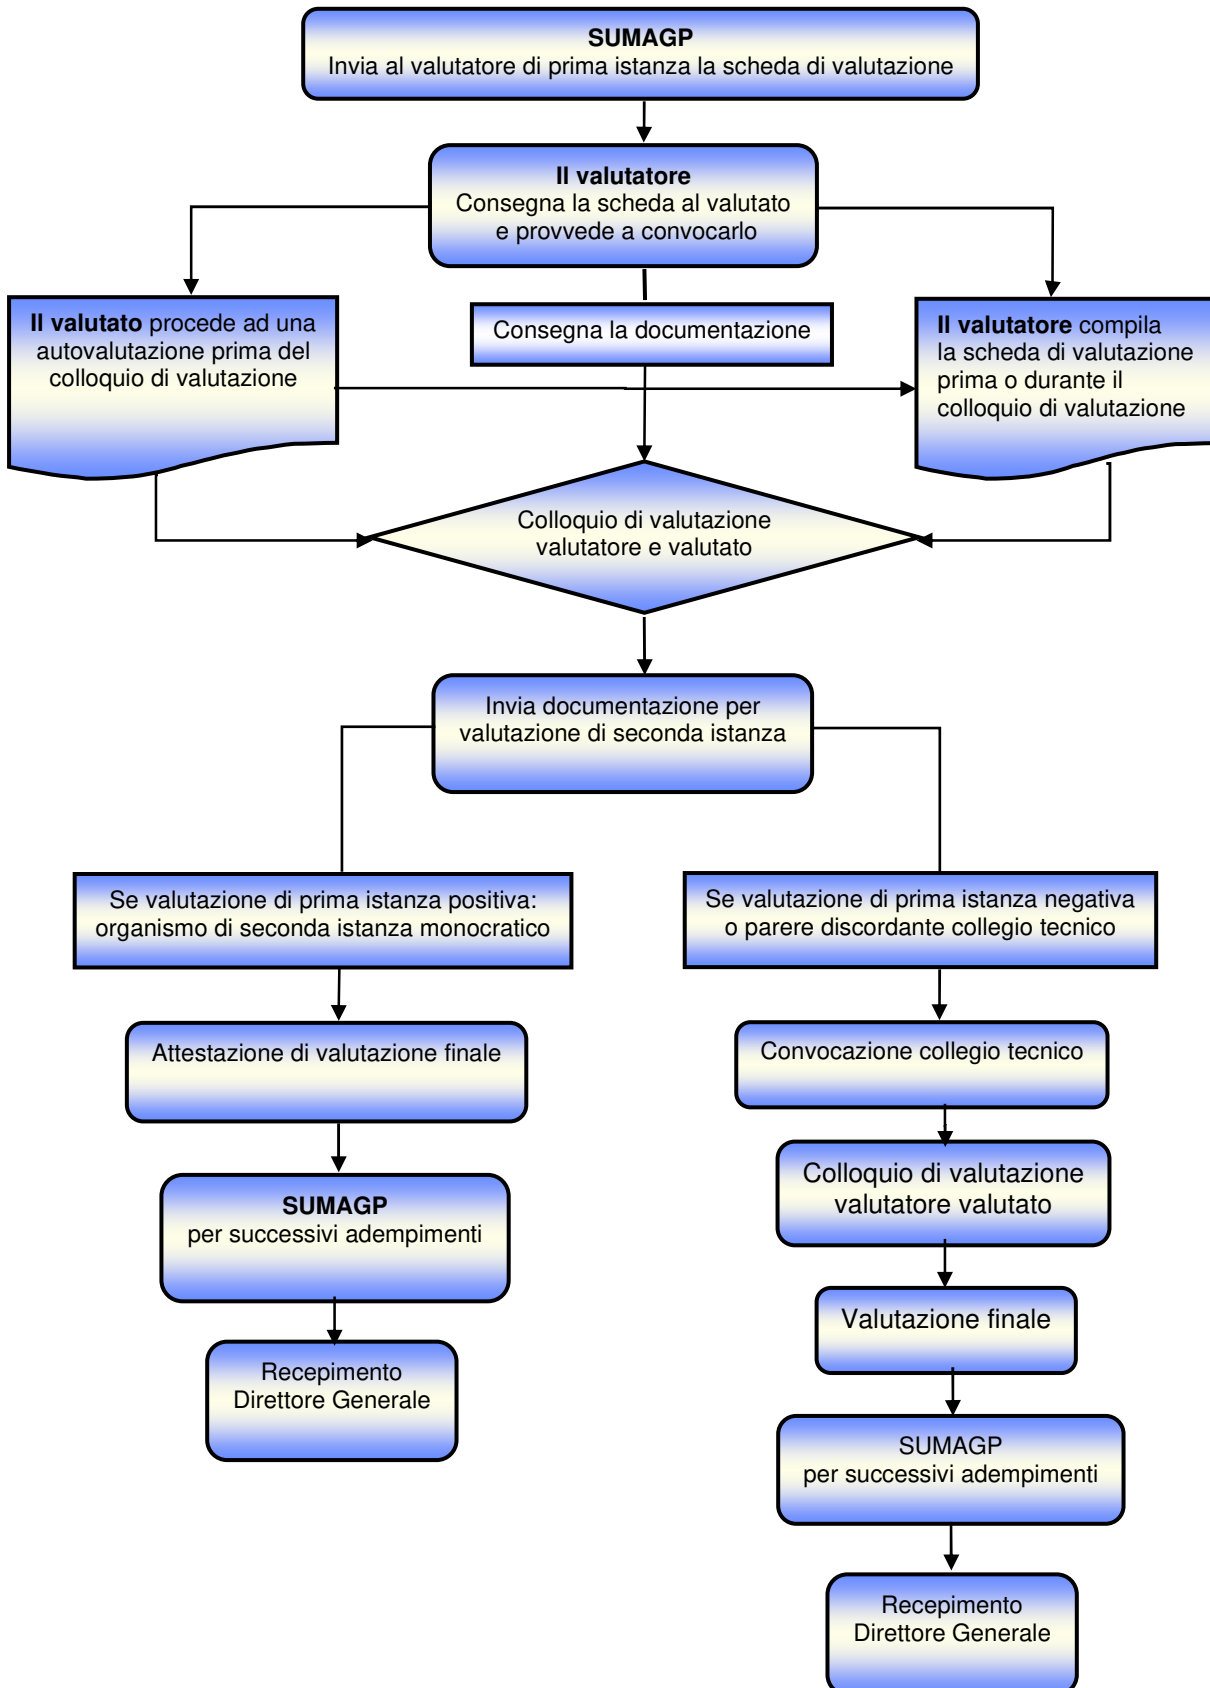 SUMAGP
Invia al valutatore di prima istanza la scheda di valutazione
Il valutatore
Consegna la scheda al valutato
e provvede a convocarlo
Il valutato procede ad una
autovalutazione prima del
colloquio di valutazione
Consegna la documentazione
Il valutatore compila
la scheda di valutazione
prima o durante il
colloquio di valutazione
Colloquio di valutazione
valutatore e valutato
Invia documentazione per
valutazione di seconda istanza
Se valutazione di prima istanza positiva:
organismo di seconda istanza monocratico
Se valutazione di prima istanza negativa
o parere discordante collegio tecnico
Attestazione di valutazione finale
Convocazione collegio tecnico
SUMAGP
per successivi adempimenti
Colloquio di valutazione
valutatore valutato
Recepimento
Direttore Generale
Valutazione finale
SUMAGP
per successivi adempimenti
Recepimento
Direttore Generale